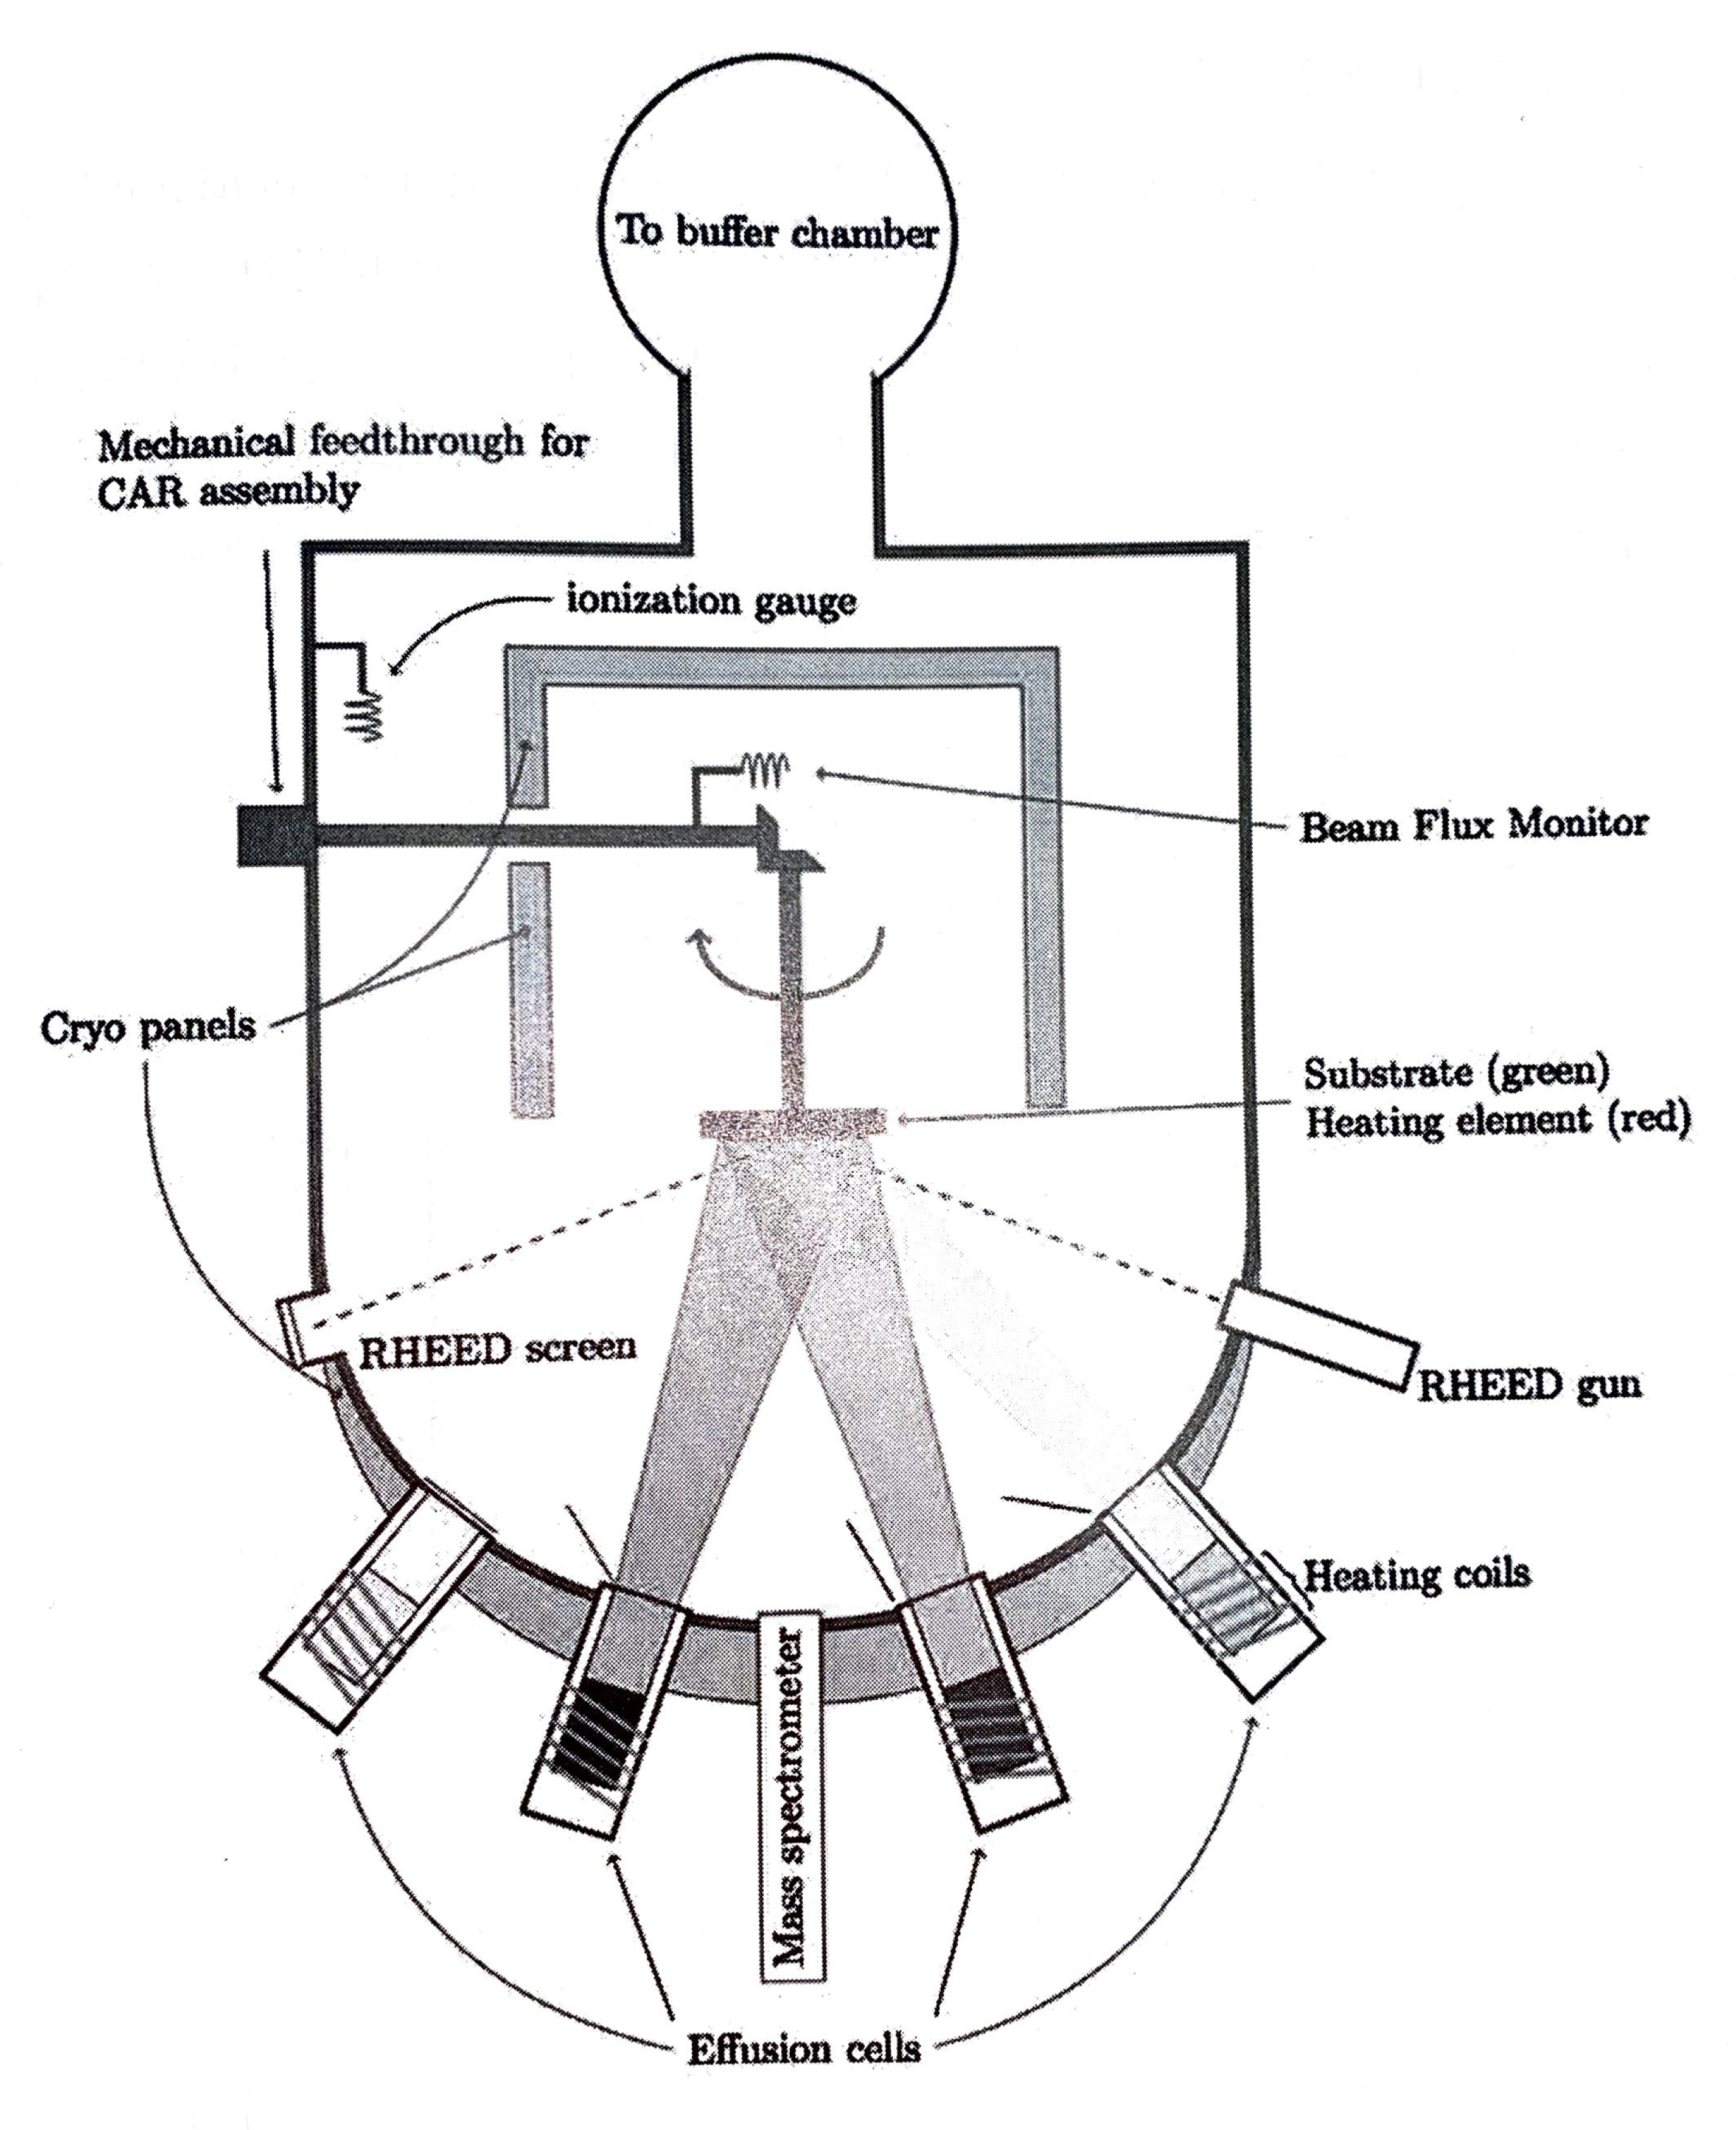 To buffer chamber
Mechanical feedthrough for
CAR assembly
ionization gauge
Beam Flux Monitor
Cryo panels
Substrate (green)
Heating element (red)
RHEED screen
RHEED gun
Heating coils
Mass spectrometer
Effusion cells